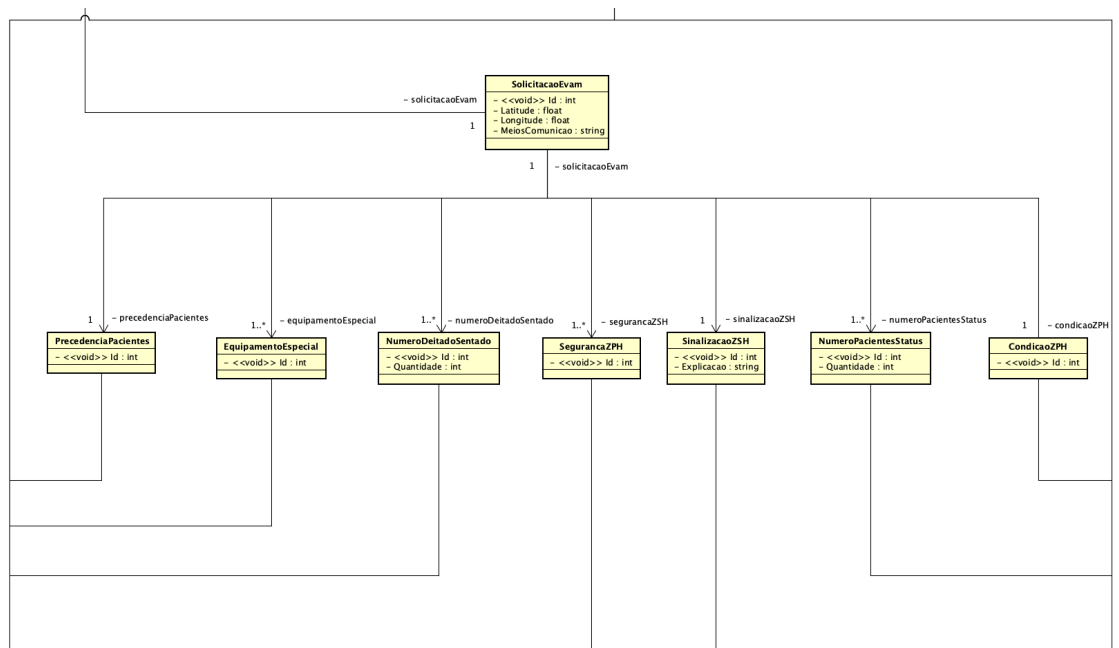 SolicitacaoEvam
- <<void>> Id : int
- Latitude : float
- Longitude : float
- MeiosComunicao : string
- solicitacaoEvam
1
1
- solicitacaoEvam
1
- precedenciaPacientes
PrecedenciaPacientes
- <<void>> Id : int
1..*
- equipamentoEspecial
EquipamentoEspecial
- <<void>> Id : int
1..*
- numeroDeitadoSentado
NumeroDeitadoSentado
- <<void>> Id : int
- Quantidade : int
1..*
- segurancaZSH
SegurancaZPH
- <<void>> Id : int
1
- sinalizacaoZSH
SinalizacaoZSH
- <<void>> Id : int
- Explicacao : string
1..*
- numeroPacientesStatus
NumeroPacientesStatus
- <<void>> Id : int
- Quantidade : int
1
- condicaoZPH
CondicaoZPH
- <<void>> Id : int